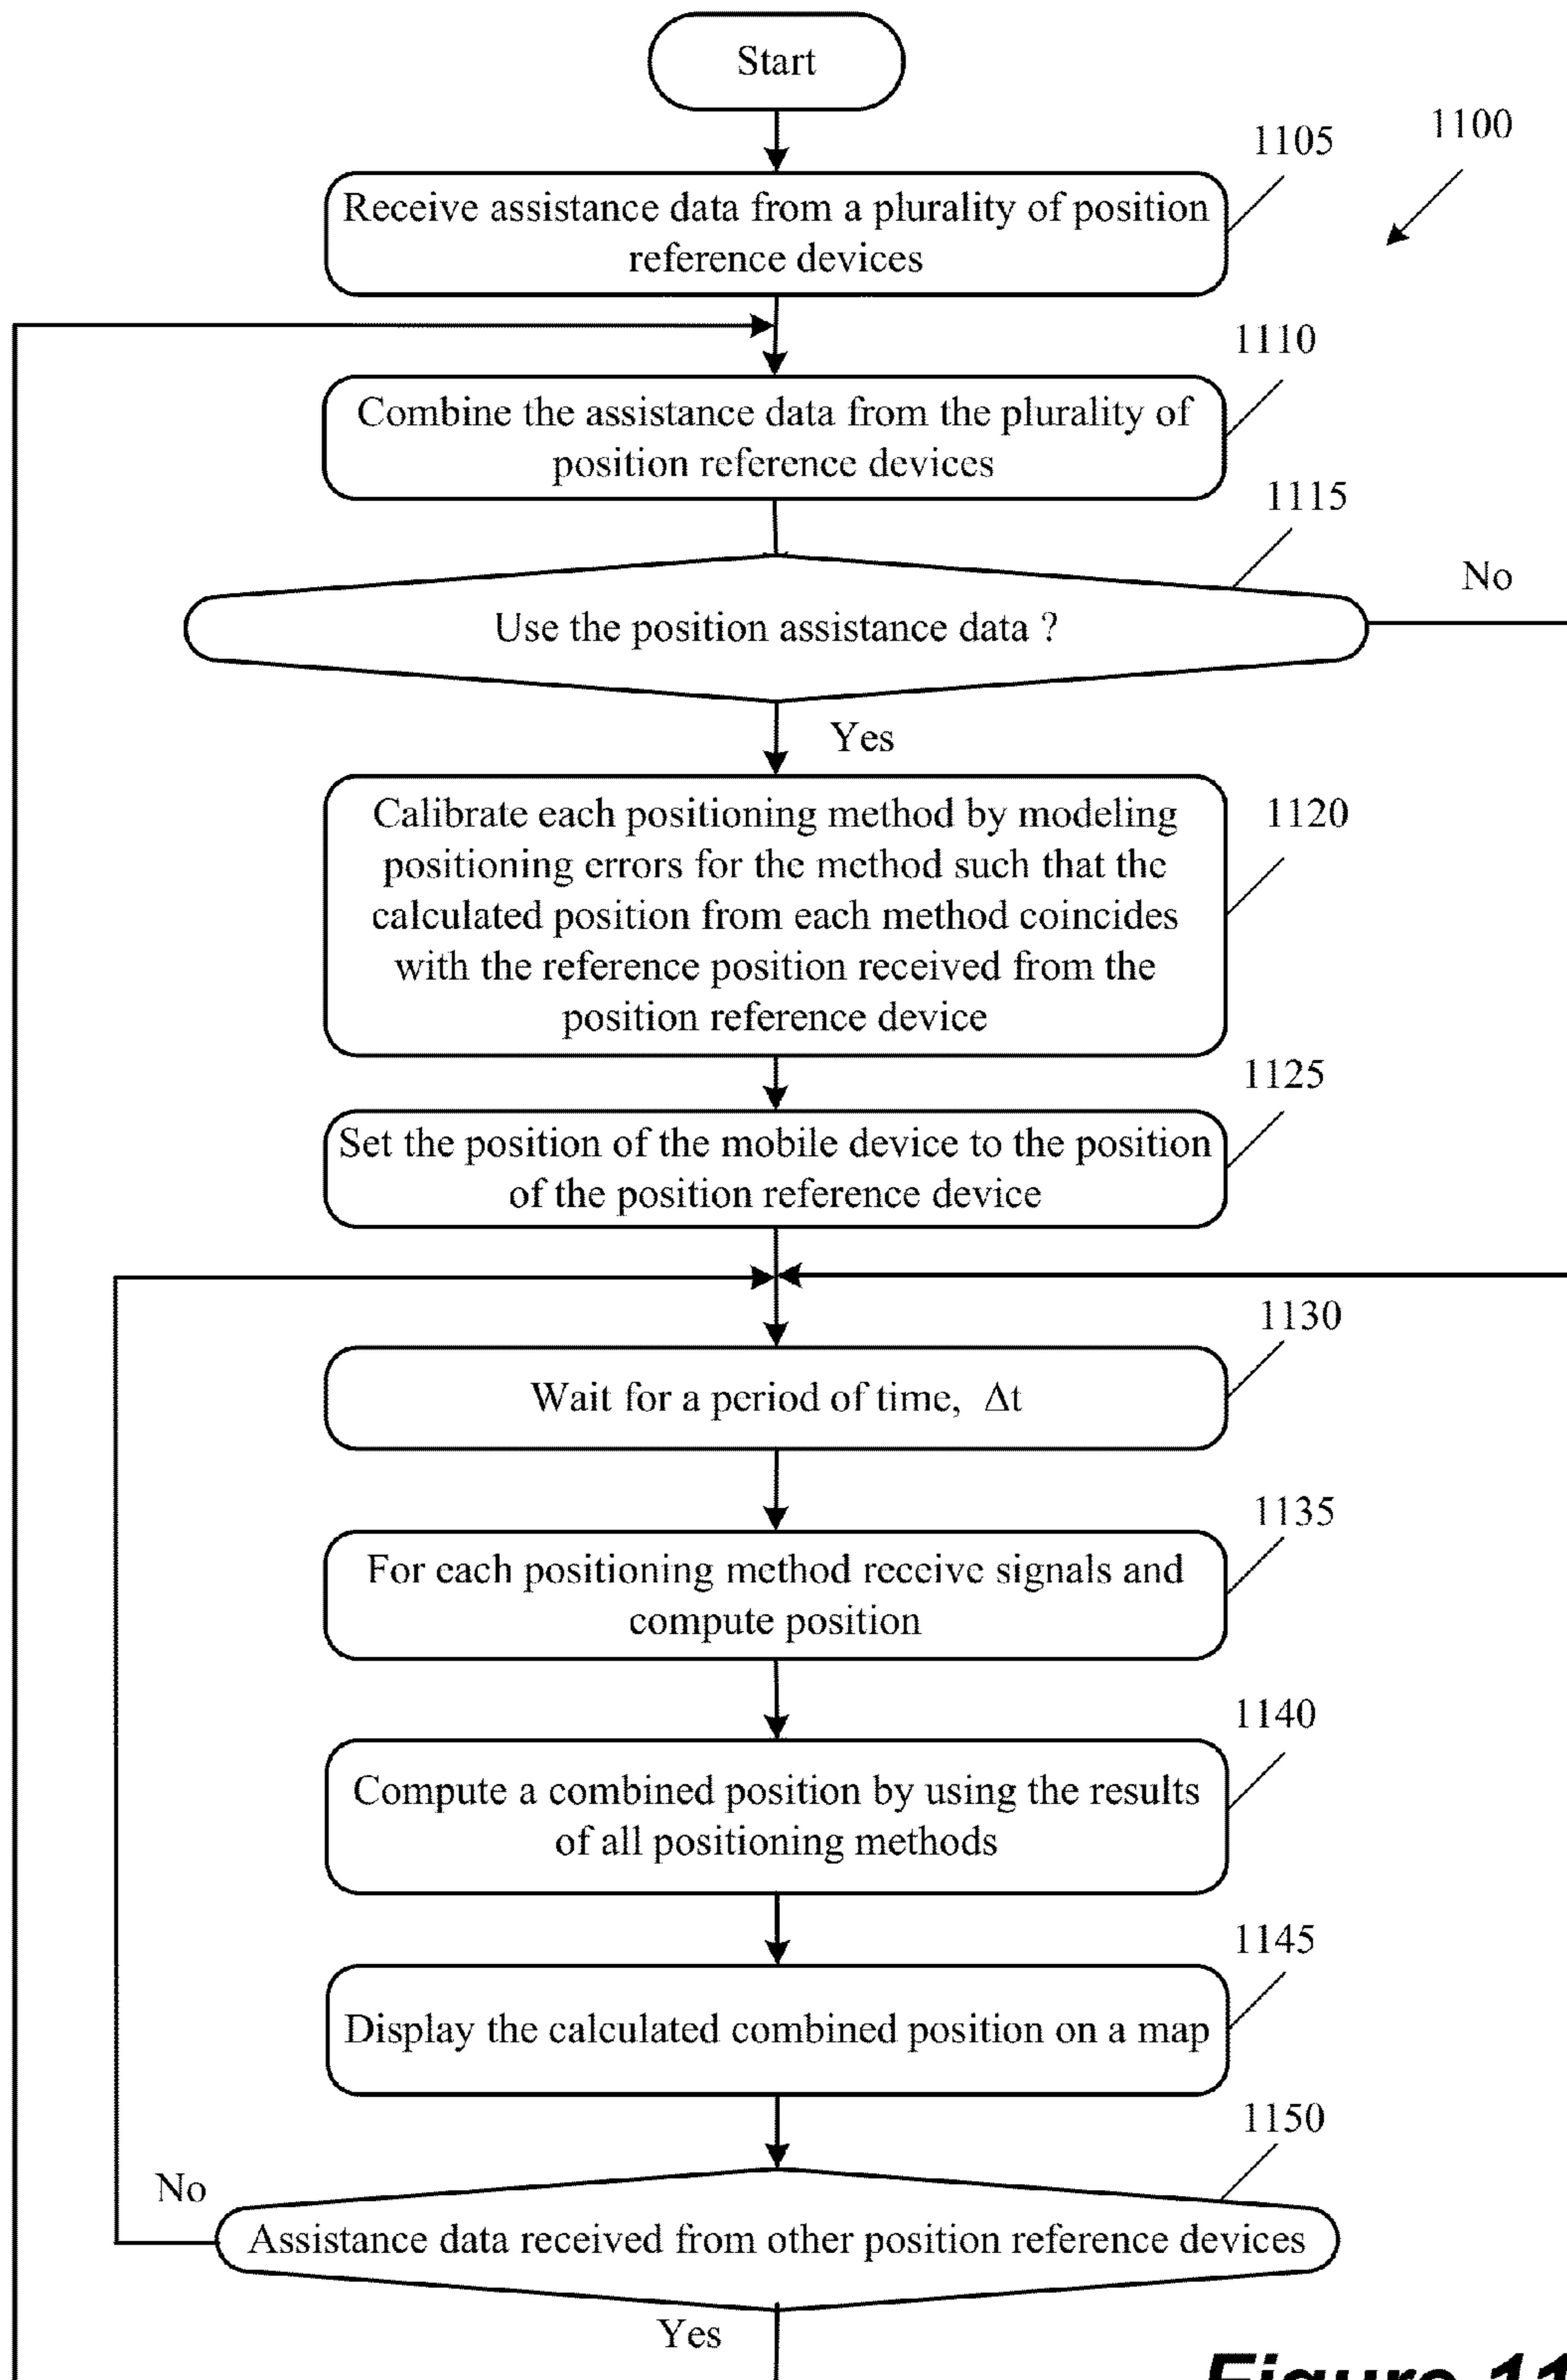 Start
1100
1105
Receive assistance data from a plurality of position
reference devices
1110
Combine the assistance data from the plurality of
position reference devices
1115
No
Use the position assistance data ?
Yes
1120
Calibrate each positioning method by modeling
positioning errors for the method such that the
calculated position from each method coincides
with the reference position received from the
position reference device
1125
Set the position of the mobile device to the position
of the position reference device
1130
Wait for a period of time, Δt
1135
For each positioning method receive signals and
compute position
1140
Compute a combined position by using the results
of all positioning methods
1145
Display the calculated combined position on a map
1150
No
Assistance data received from other position reference devices
Yes
Figure 11